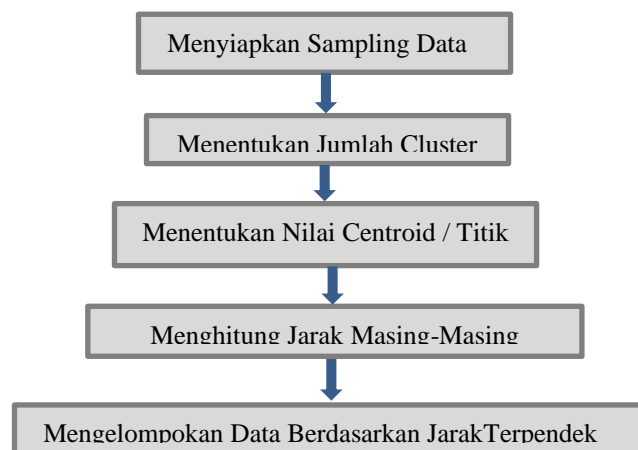 Menyiapkan Sampling Data
Menentukan Jumlah Cluster
Menentukan Nilai Centroid / Titik
Menghitung Jarak Masing-Masing
Mengelompokan Data Berdasarkan JarakTerpendek